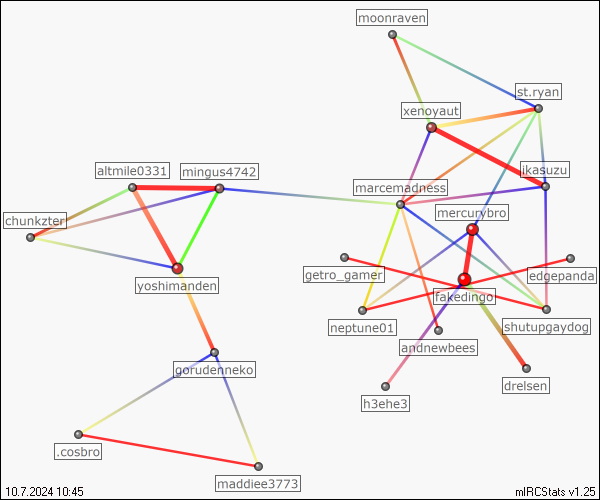 moonraven
st.ryan
xenoyaut
altmile0331
mingus4742
ikasuzu
marcemadness
chunkzter
mercurybro
getro_gamer
edgepanda
yoshimanden
fakedingo
neptune01
shutupgaydog
andnewbees
gorudenneko
drelsen
h3ehe3
.cosbro
maddiee3773
10.7.2024 10:45
mIRCStats v1.25